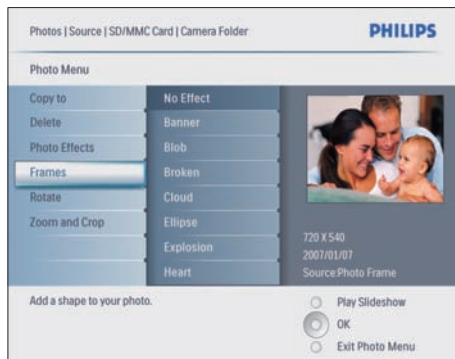 Photos | Source | SD/MMC Card | Camera Folder
PHILIPS
Photo Menu
Copy to
Delete
Photo Effects
Frames
Rotate
Zoom and Crop
No Effect
Banner
Blob
Broken
Cloud
Ellipse
Explosion
Heart
720 X 540
2007/01/07
Source:Photo Frame
Add a shape to your photo.
Play Slideshow
OK
Exit Photo Menu